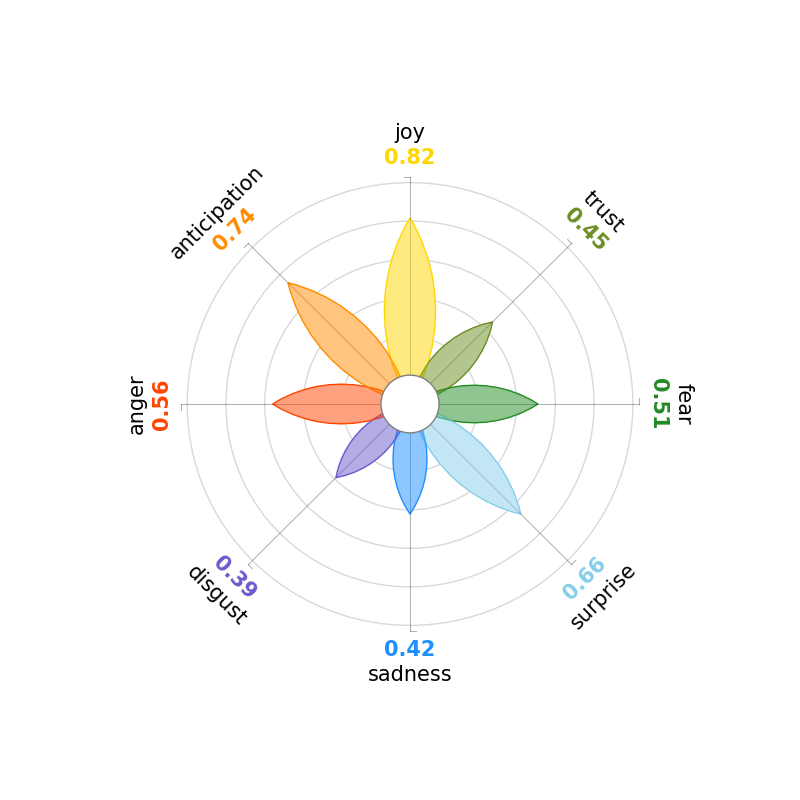 joy
0.82
trust
0.45
fear
0.51
surprise
0.66
0.42
sadness
0.39
disgust
anger
0.56
anticipation
0.74